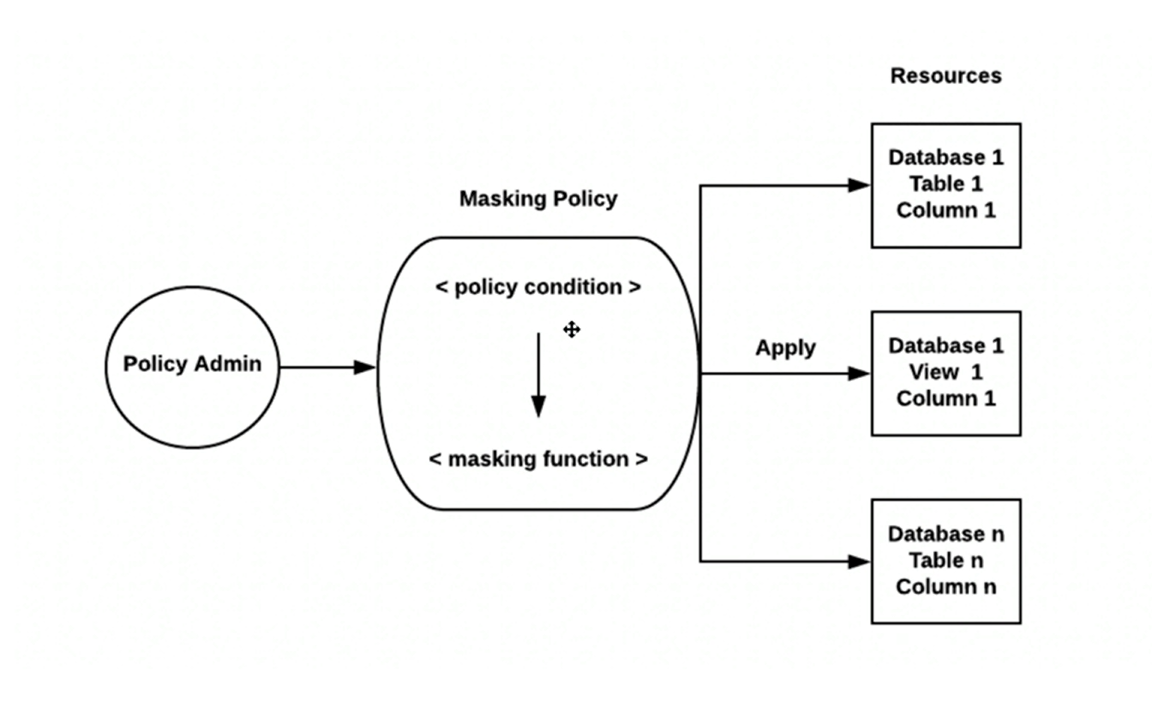 Resources
Database 1
Table 1
Column 1
Masking Policy
< policy condition >
Policy Admin
Apply
Database 1
View 1
Column 1
< masking function >
Database n
Table n
Column n